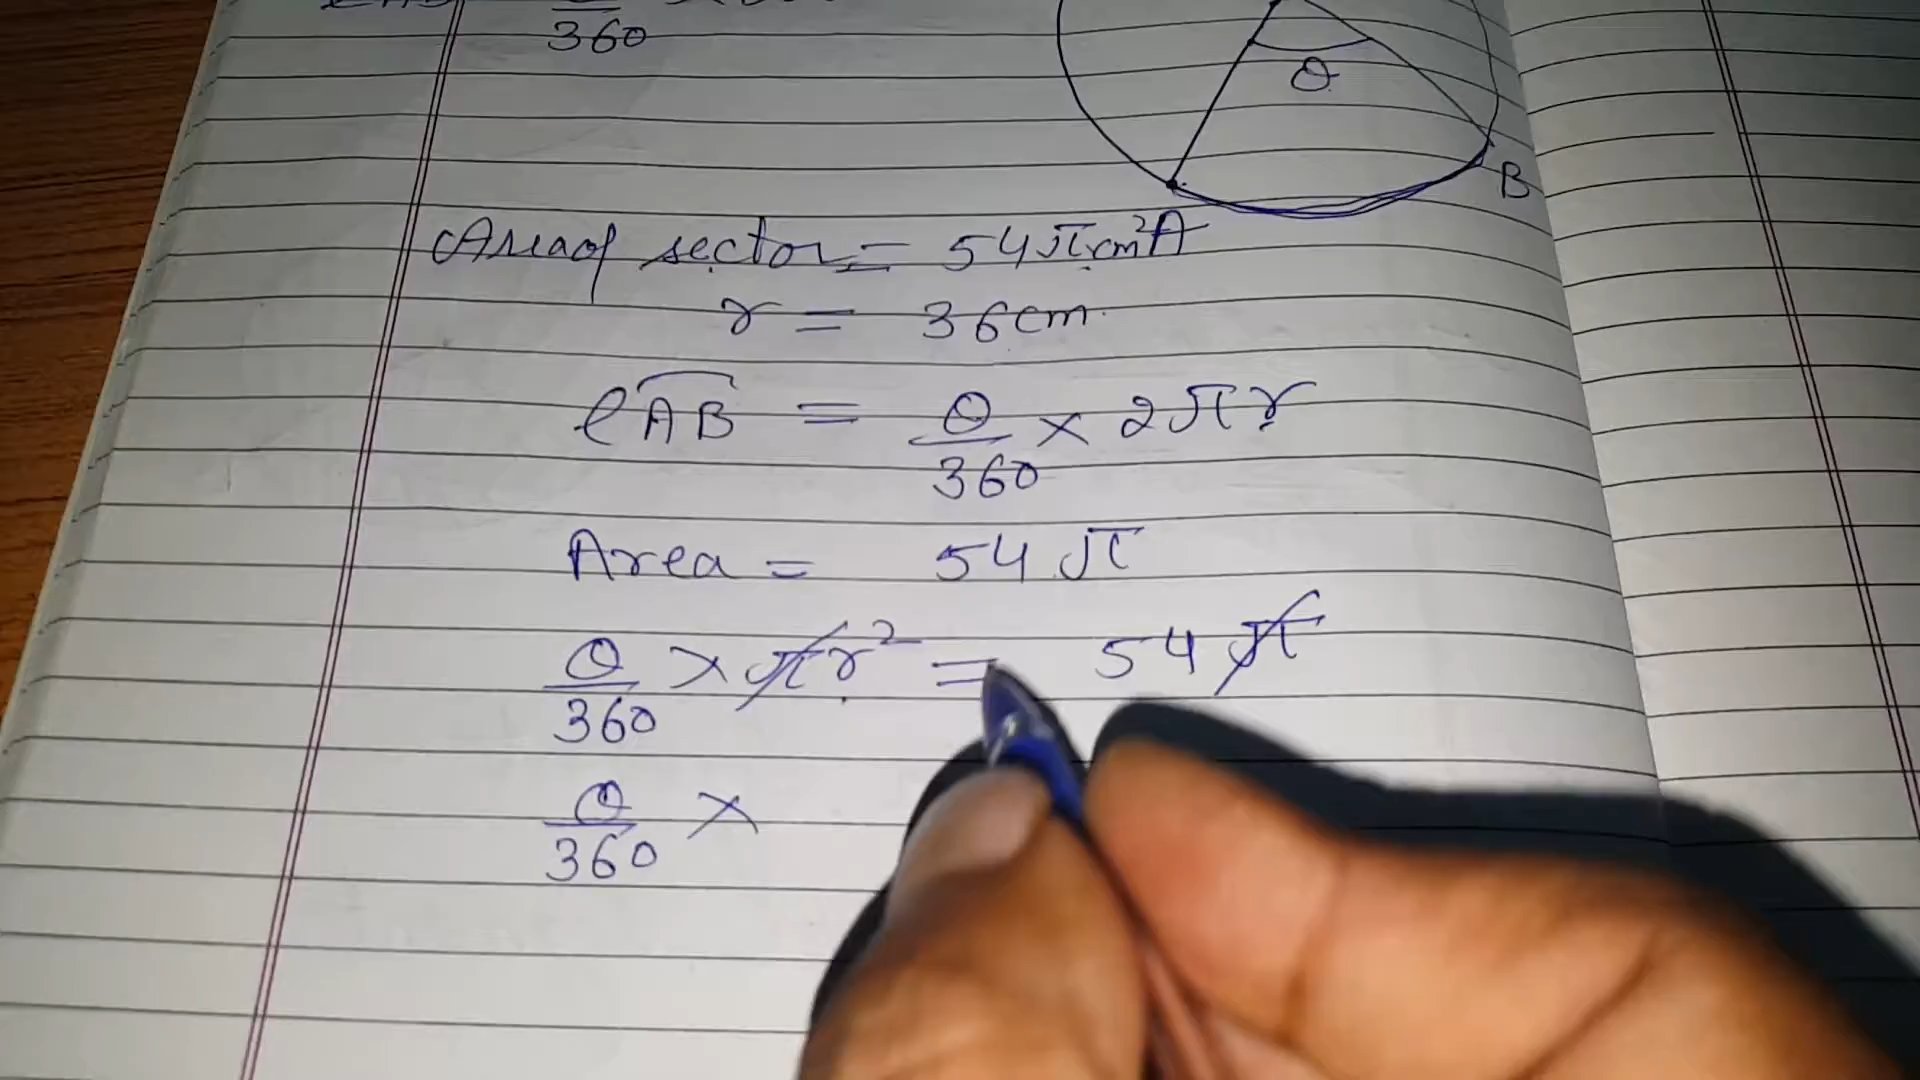 360
θ
B
A
Area of sector = 54π cm²
r = 36cm
l AB = θ/360 × 2πr
Area = 54π
θ/360 × πr² = 54π
θ/360 ×